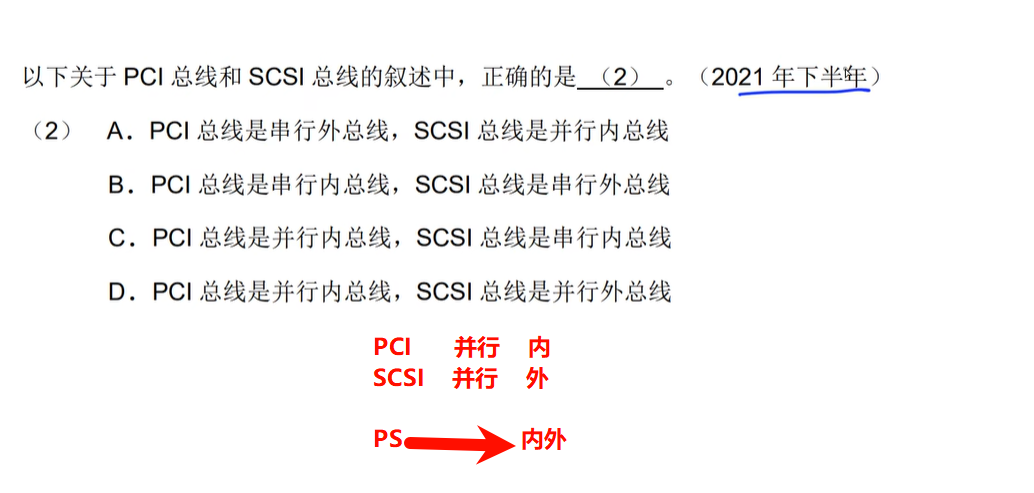 以下关于 PCI 总线和 SCSI 总线的叙述中，正确的是 （2） 。（2021 年下半年）
（2） A．PCI 总线是串行外总线，SCSI 总线是并行内总线
B．PCI 总线是串行内总线，SCSI 总线是串行外总线
C．PCI 总线是并行内总线，SCSI 总线是串行内总线
D．PCI 总线是并行内总线，SCSI 总线是并行外总线
PCI 并行 内
SCSI 并行 外
PS 内外